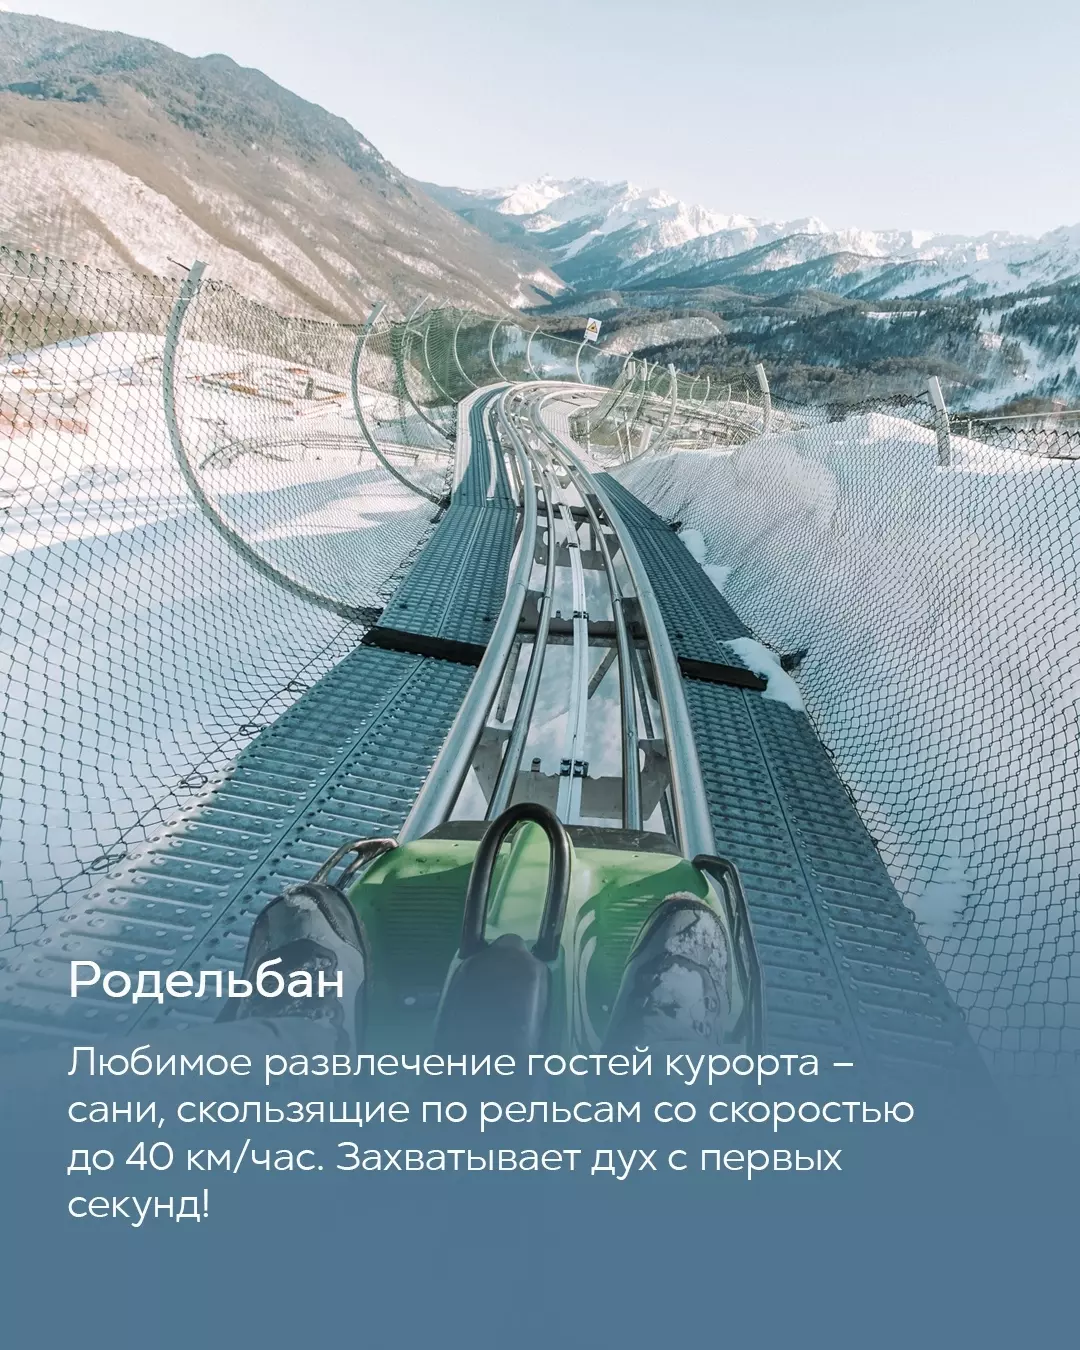 Родельбан
Любимое развлечение гостей курорта –
сани, скользящие по рельсам со скоростью
до 40 км/час. Захватывает дух с первых
секунд!